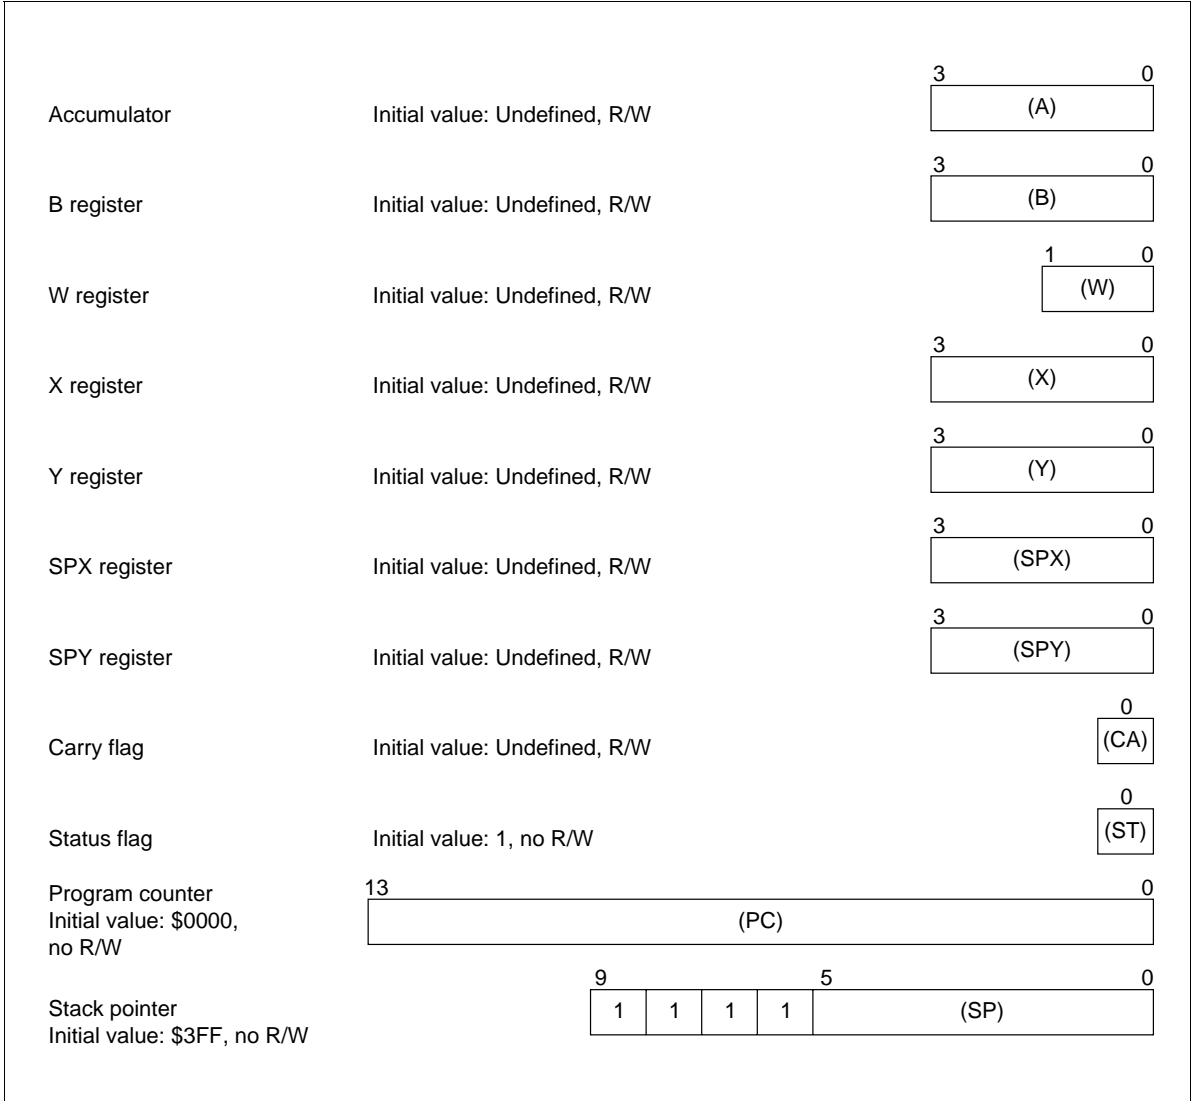 3 0
Accumulator Initial value: Undefined, R/W (A)
3 0
B register Initial value: Undefined, R/W (B)
1 0
W register Initial value: Undefined, R/W (W)
3 0
X register Initial value: Undefined, R/W (X)
3 0
Y register Initial value: Undefined, R/W (Y)
3 0
SPX register Initial value: Undefined, R/W (SPX)
3 0
SPY register Initial value: Undefined, R/W (SPY)
0
Carry flag Initial value: Undefined, R/W (CA)
0
Status flag Initial value: 1, no R/W (ST)
Program counter 13 0
Initial value: $0000, (PC)
no R/W
9 5 0
Stack pointer 1 1 1 1 (SP)
Initial value: $3FF, no R/W